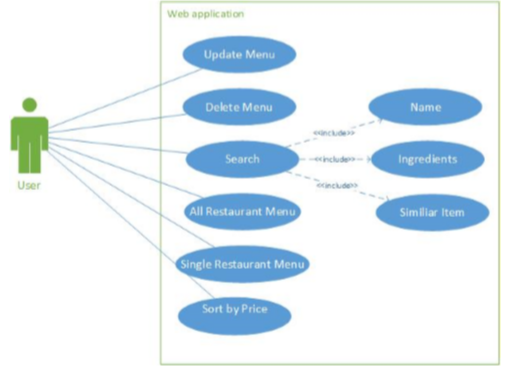 Web application
Update Menu
Delete Menu
Name
<<include>>
Search
<<include>>
Ingredients
<<include>>
User
All Restaurant Menu
Similiar Item
Single Restaurant Menu
Sort by Price